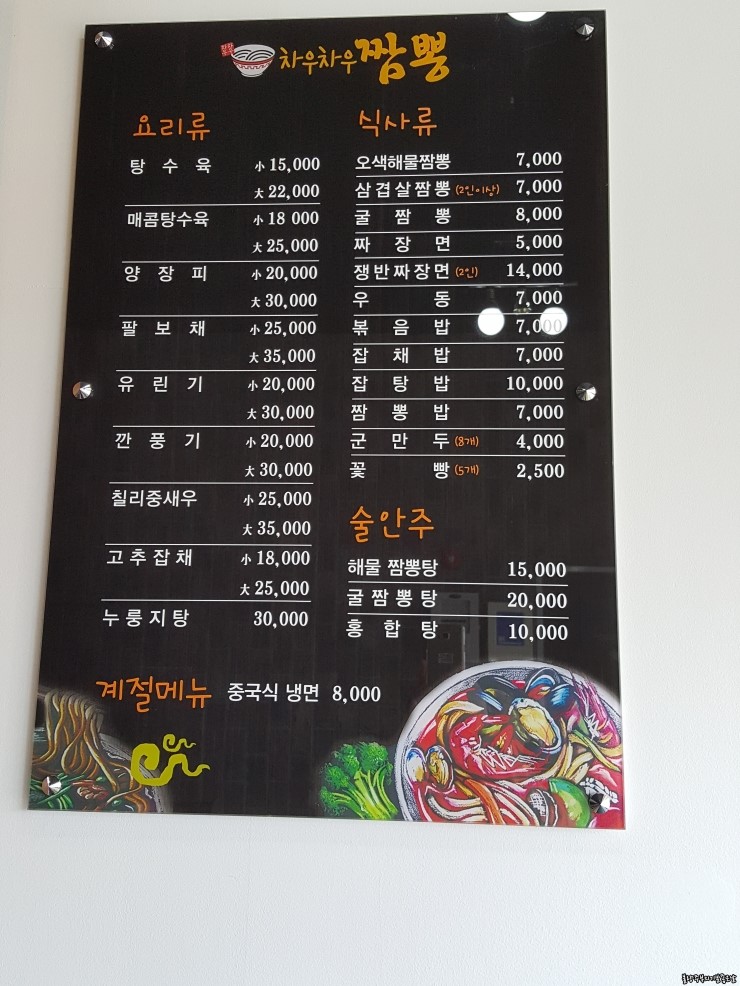 차우차우 짬뽕
요리류
탕수육 小 15,000
大 22,000
매콤탕수육 小 18 000
大 25,000
양장피 小 20,000
大 30,000
팔보채 小 25,000
大 35,000
유린기 小 20,000
大 30,000
깐풍기 小 20,000
大 30,000
칠리중새우 小 25,000
大 35,000
고추잡채 小 18,000
大 25,000
누룽지탕 30,000
식사류
오색해물짬뽕 7,000
삼겹살짬뽕 (2인이상) 7,000
굴짬뽕 8,000
짜장면 5,000
쟁반짜장면 (2인) 14,000
우동 7,000
볶음밥 7,000
잡채밥 7,000
잡탕밥 10,000
짬뽕밥 7,000
군만두 (8개) 4,000
꽃빵 (5개) 2,500
술안주
해물 짬뽕탕 15,000
굴짬뽕탕 20,000
홍합탕 10,000
계절메뉴 중국식 냉면 8,000